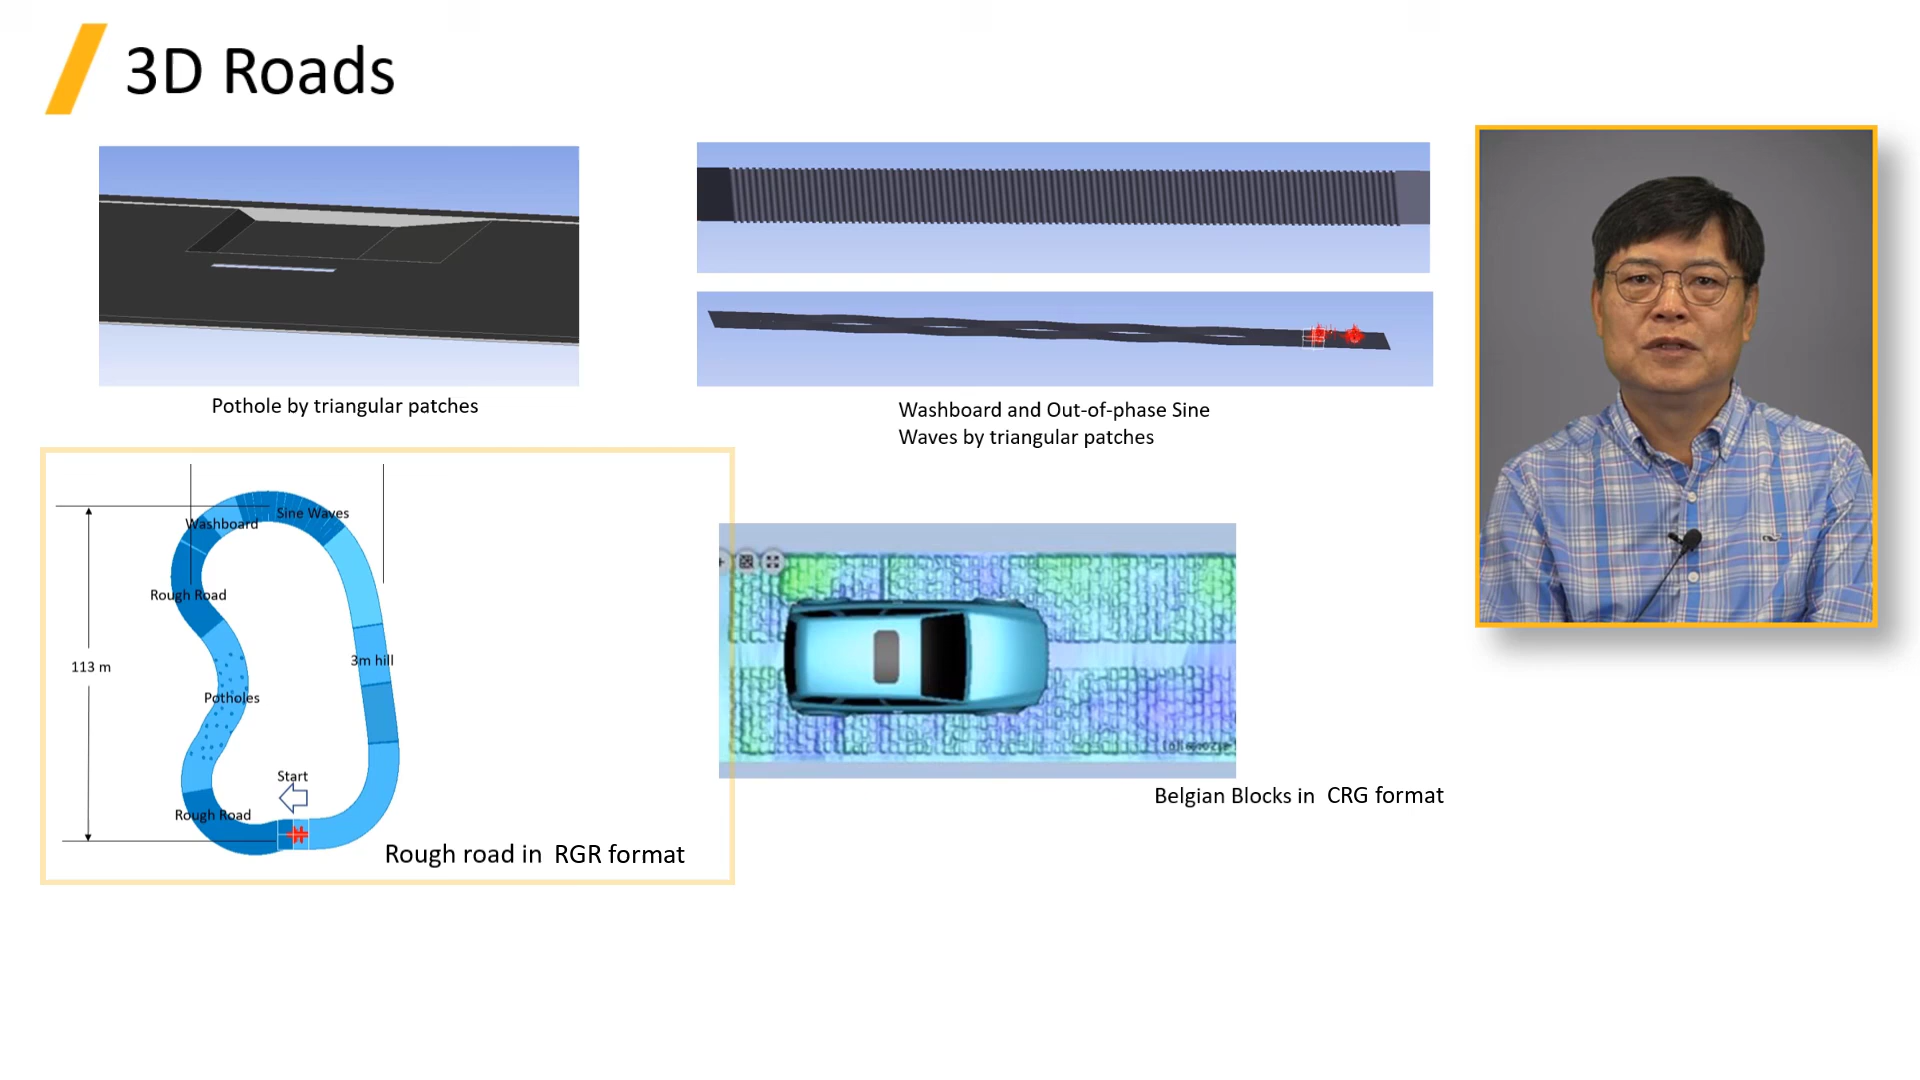 3D Roads
Pothole by triangular patches
Washboard and Out-of-phase Sine
Waves by triangular patches
Sine Waves
Washboard
Rough Road
3m hill
113 m
Potholes
Start
Rough Road
Rough road in RGR format
Belgian Blocks in CRG format